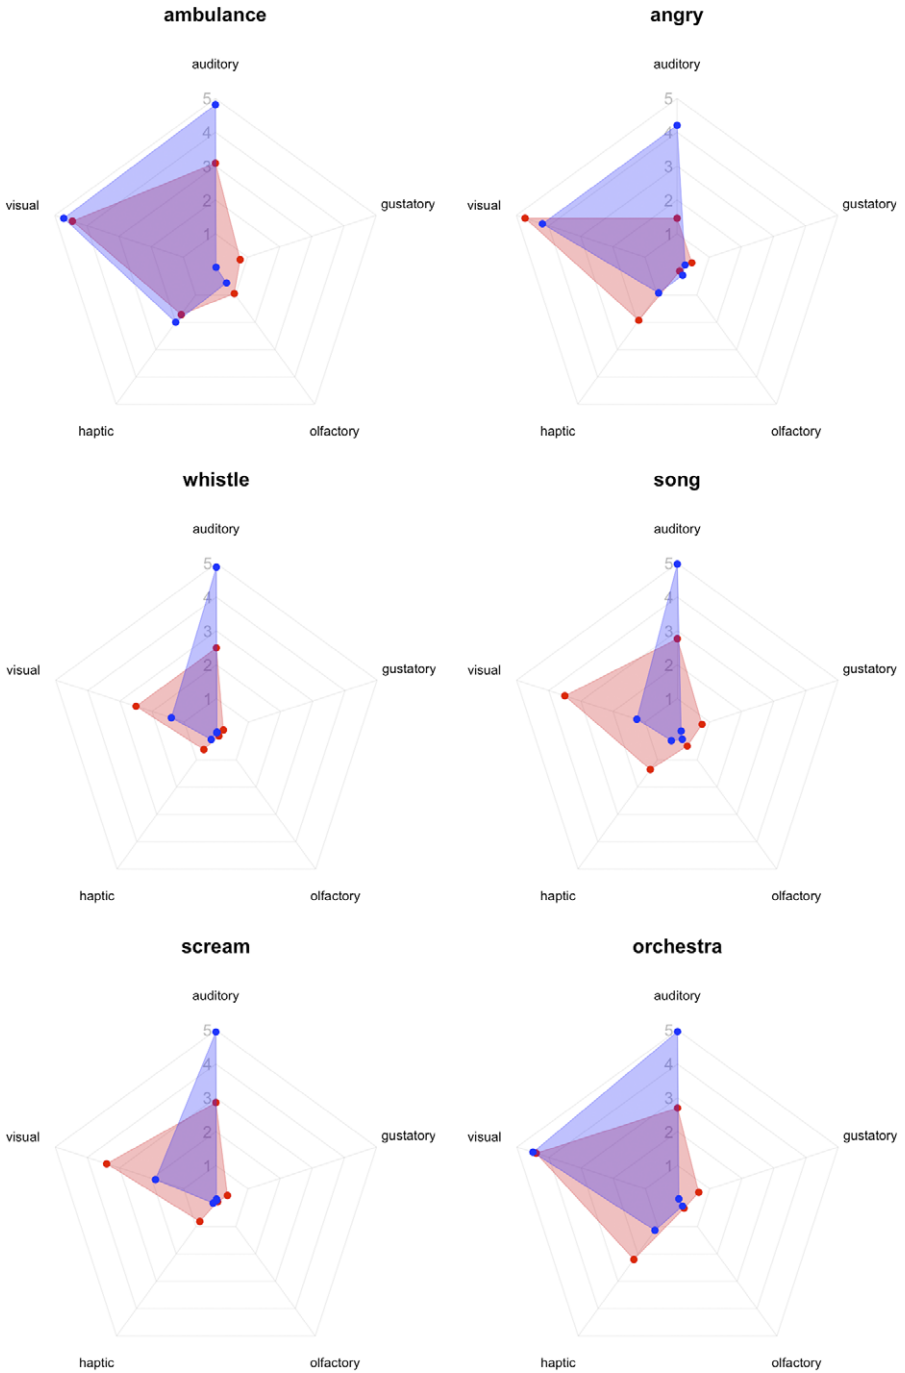 ambulance
auditory
5
4
3
2
1
visual
gustatory
haptic
olfactory
angry
auditory
5
4
3
2
1
visual
gustatory
haptic
olfactory
whistle
auditory
5
4
3
2
1
visual
gustatory
haptic
olfactory
song
auditory
5
4
3
2
1
visual
gustatory
haptic
olfactory
scream
auditory
5
4
3
2
1
visual
gustatory
haptic
olfactory
orchestra
auditory
5
4
3
2
1
visual
gustatory
haptic
olfactory